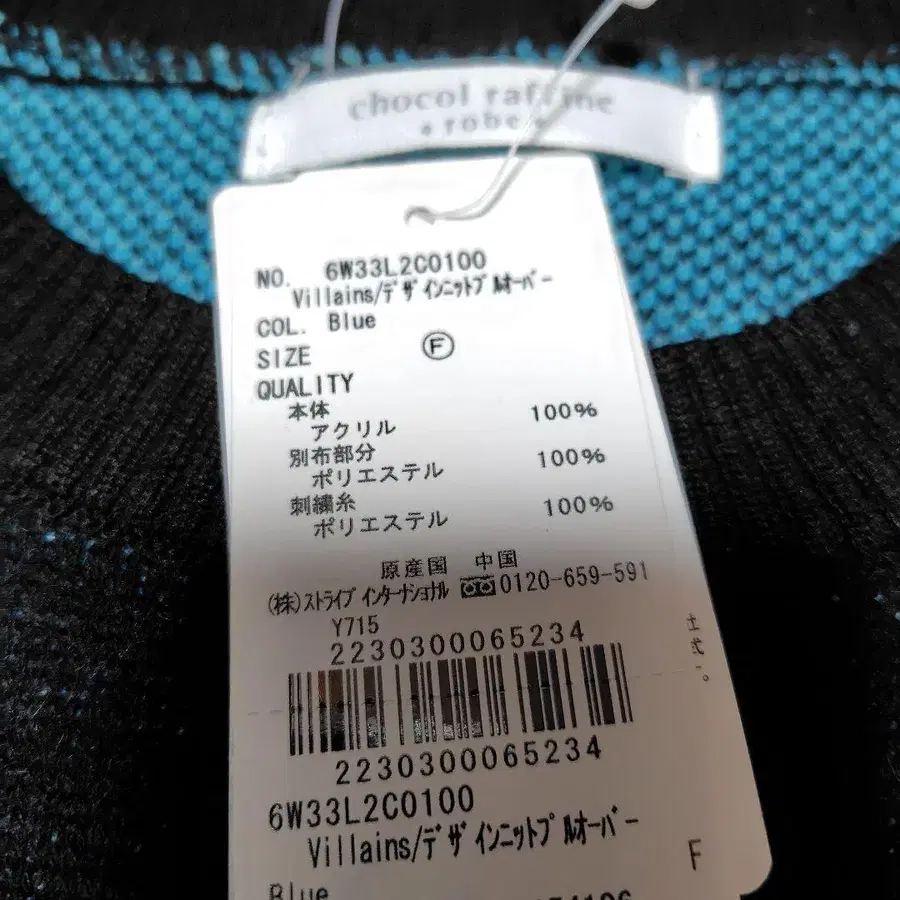 chocol raffine
• robe •
NO. 6W33L2C0100
Villains/デザインニットプルオーバー
COL. Blue
SIZE Ⓕ
QUALITY
本体 100%
アクリル
別布部分 100%
ポリエステル
刺繍糸 100%
ポリエステル
原産国 中国
(株)ストライプインターナショナル 0120-659-591
Y715
2230300065234
2230300065234
6W33L2C0100
Villains/デザインニットプルオーバー
F
Blue